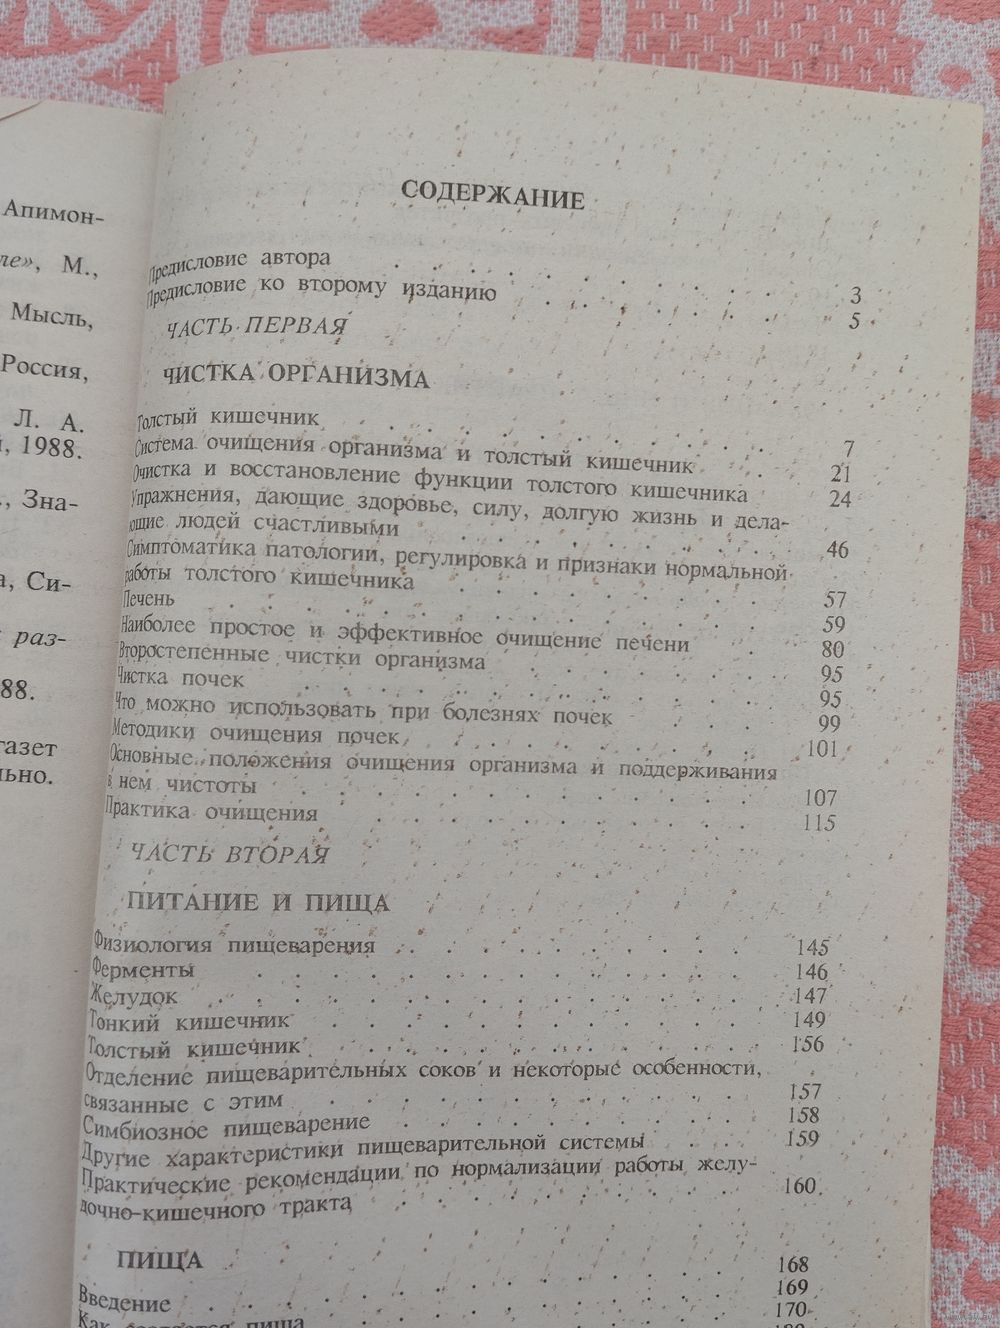 Апимон-
ле», М.,
Мысль,
Россия,
Л. А.
1988.
Зна-
Си-
раз-
88.
газет
льно.
СОДЕРЖАНИЕ
Предисловие автора . . . . . . . . . 3
Предисловие ко второму изданию . . . . . . 5
ЧАСТЬ ПЕРВАЯ
ЧИСТКА ОРГАНИЗМА
Толстый кишечник . . . . . . . . . 7
Система очищения организма и толстый кишечник . . 21
Очистка и восстановление функции толстого кишечника 24
Упражнения, дающие здоровье, силу, долгую жизнь и дела-
ющие людей счастливыми . . . . . . . . 46
Симптоматика патологии, регулировка и признаки нормальной
работы толстого кишечника . . . . . . . . 57
Печень . . . . . . . . . . . . 59
Наиболее простое и эффективное очищение печени . . 80
Второстепенные чистки организма . . . . . . 95
Чистка почек . . . . . . . . . . 95
Что можно использовать при болезнях почек . . . 99
Методики очищения почек . . . . . . . . 101
Основные положения очищения организма и поддерживания
в нем чистоты . . . . . . . . . . 107
Практика очищения . . . . . . . . . 115
ЧАСТЬ ВТОРАЯ
ПИТАНИЕ И ПИЩА
Физиология пищеварения . . . . . . . . 145
Ферменты . . . . . . . . . . . 146
Желудок . . . . . . . . . . . 147
Тонкий кишечник . . . . . . . . . 149
Толстый кишечник . . . . . . . . . 156
Отделение пищеварительных соков и некоторые особенности,
связанные с этим . . . . . . . . . 157
Симбиозное пищеварение . . . . . . . . 158
Другие характеристики пищеварительной системы . . 159
Практические рекомендации по нормализации работы желу-
дочно-кишечного тракта . . . . . . . . 160
ПИЩА 168
Введение . . . . . . . . . . . 169
Как создается пища . . . . . . . . . 170